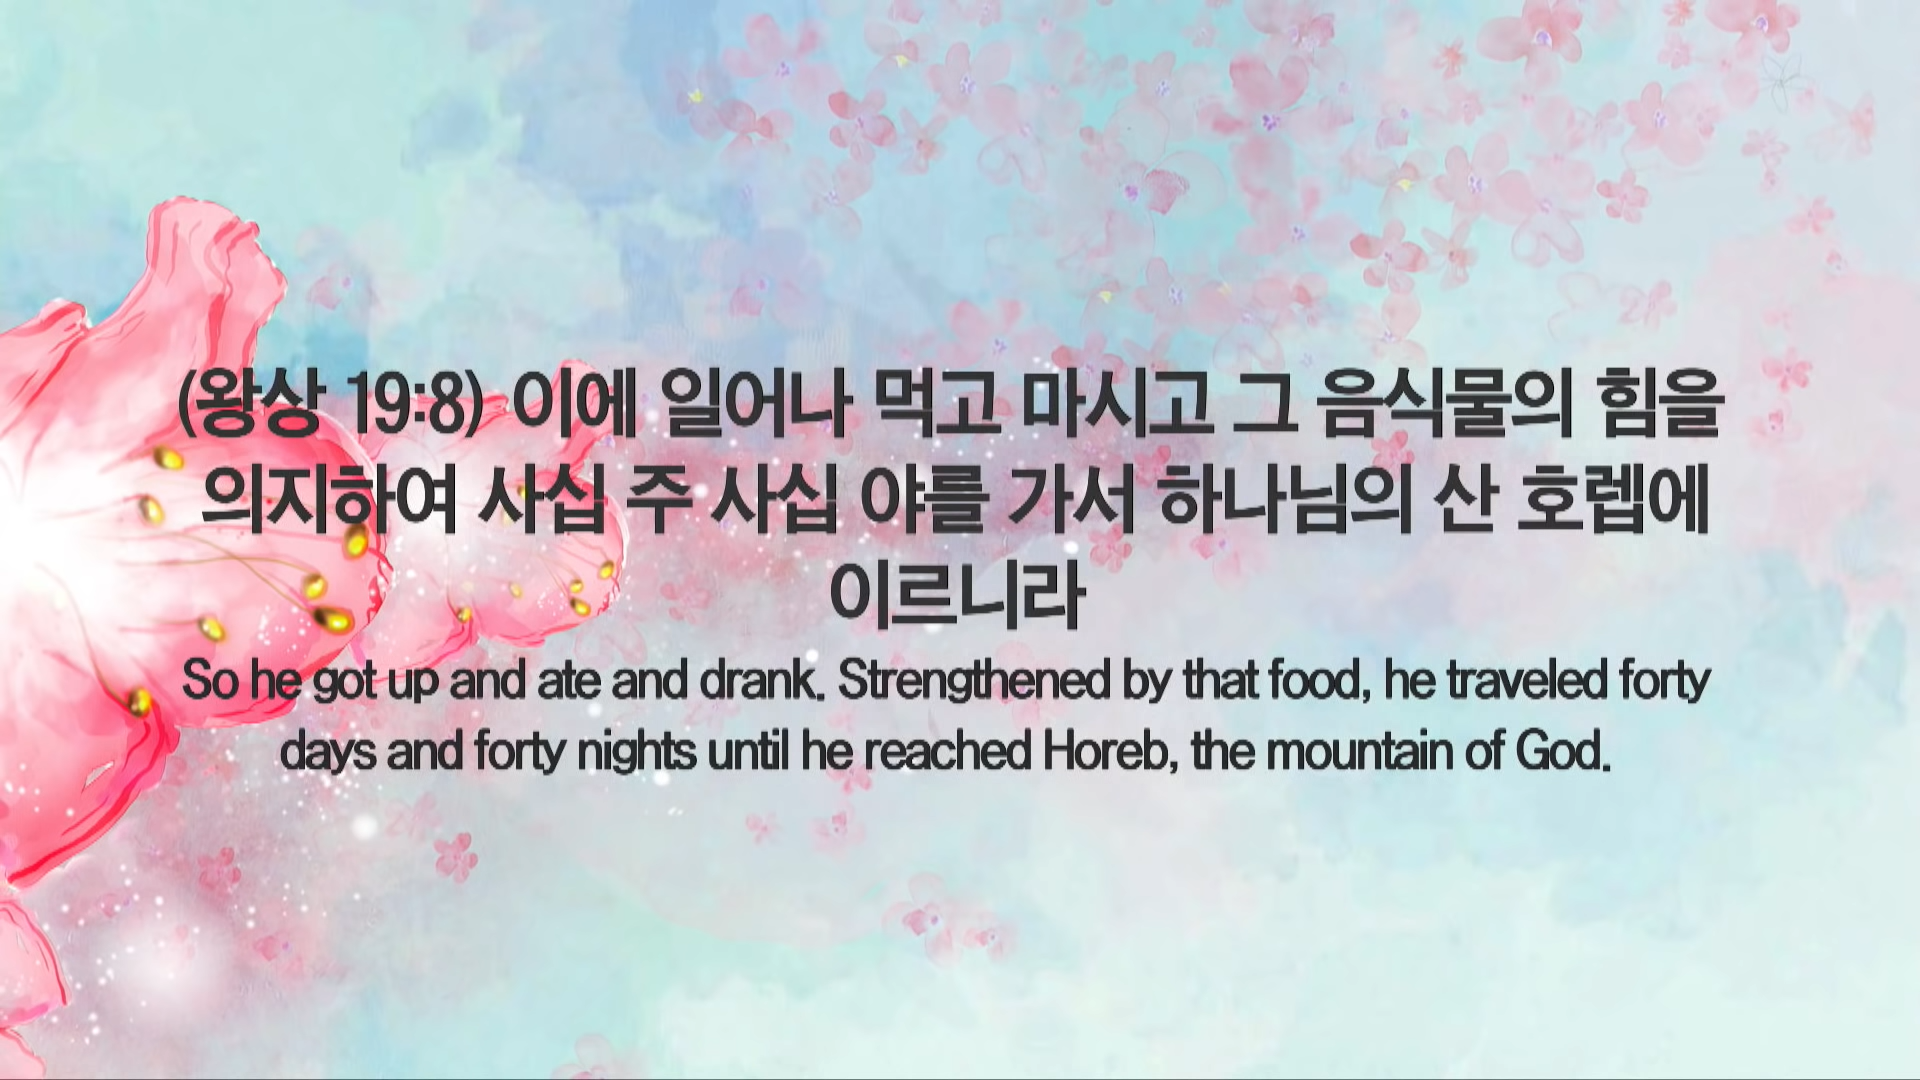 (왕상 19:8) 이에 일어나 먹고 마시고 그 음식물의 힘을
의지하여 사십 주 사십 야를 가서 하나님의 산 호렙에
이르니라
So he got up and ate and drank. Strengthened by that food, he traveled forty
days and forty nights until he reached Horeb, the mountain of God.